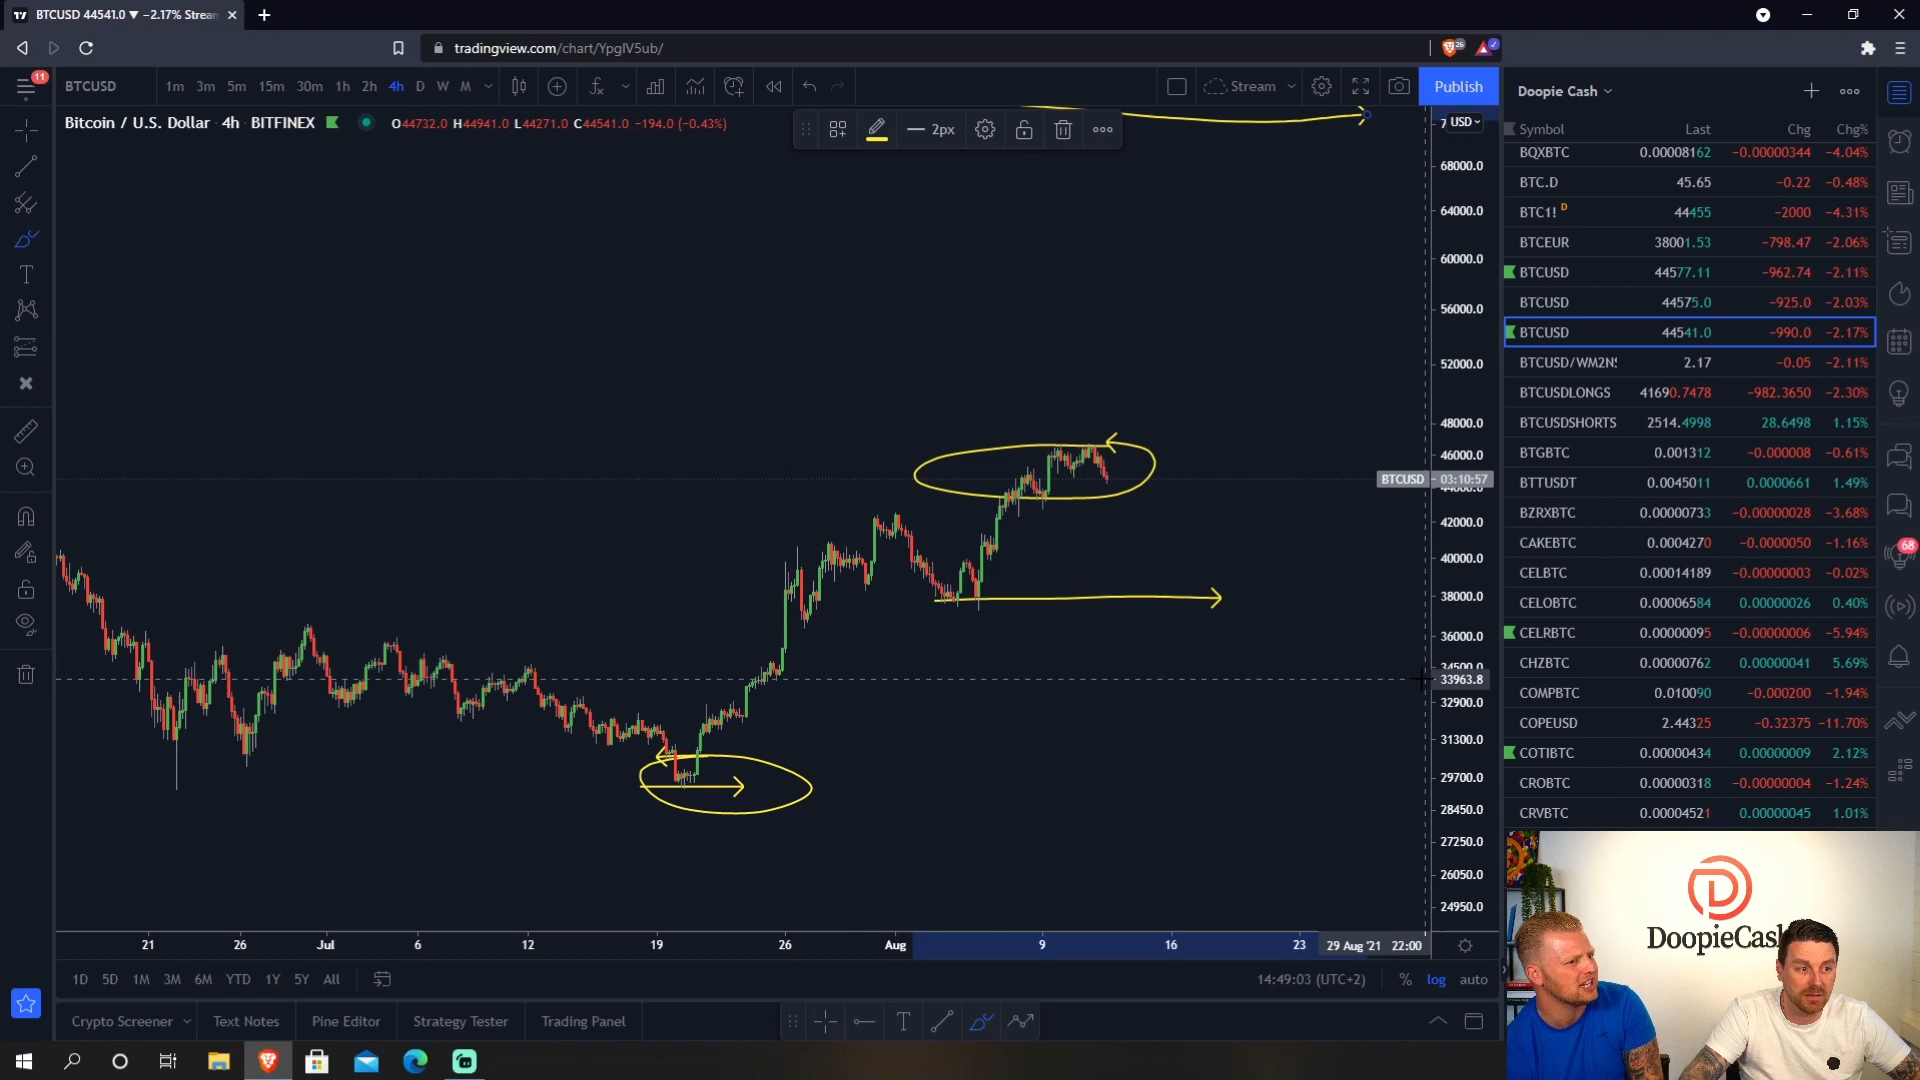 BTCUSD 44541.0 ▼ −2.17% Strea
tradingview.com/chart/YpgIV5ub/
26
11
BTCUSD 1m 3m 5m 15m 30m 1h 2h 4h D W M Stream Publish
Bitcoin / U.S. Dollar 4h BITFINEX O44732.0 H44941.0 L44271.0 C44541.0 −194.0 (−0.43%)
2px
USD
68000.0
64000.0
60000.0
56000.0
52000.0
48000.0
46000.0
BTCUSD 03:10:57
44000.0
42000.0
40000.0
38000.0
36000.0
34500.0
33963.8
32900.0
31300.0
29700.0
28450.0
27250.0
26050.0
24950.0
21 26 Jul 6 12 19 26 Aug 9 16 23 29 Aug '21 22:00
1D 5D 1M 3M 6M YTD 1Y 5Y All 14:49:03 (UTC+2) % log auto
Crypto Screener Text Notes Pine Editor Strategy Tester Trading Panel
Doopie Cash
Symbol Last Chg Chg%
BQXBTC 0.00008162 −0.00000344 −4.04%
BTC.D 45.65 −0.22 −0.48%
BTC1! D 44455 −2000 −4.31%
BTCEUR 38001.53 −798.47 −2.06%
BTCUSD 44577.11 −962.74 −2.11%
BTCUSD 44575.0 −925.0 −2.03%
BTCUSD 44541.0 −990.0 −2.17%
BTCUSD/WM2NS 2.17 −0.05 −2.11%
BTCUSDLONGS 41690.7478 −982.3650 −2.30%
BTCUSDSHORTS 2514.4998 28.6498 1.15%
BTGBTC 0.001312 −0.000008 −0.61%
BTTUSDT 0.0045011 0.0000661 1.49%
BZRXBTC 0.00000733 −0.00000028 −3.68%
CAKEBTC 0.0004270 −0.0000050 −1.16%
CELBTC 0.00014189 −0.00000003 −0.02%
CELOBTC 0.00006584 0.00000026 0.40%
CELRBTC 0.00000095 −0.00000006 −5.94%
CHZBTC 0.00000762 0.00000041 5.69%
COMPBTC 0.010090 −0.000200 −1.94%
COPEUSD 2.44325 −0.32375 −11.70%
COTIBTC 0.00000434 0.00000009 2.12%
CROBTC 0.00000318 −0.00000004 −1.24%
CRVBTC 0.00004521 0.00000045 1.01%
68
DoopieCas